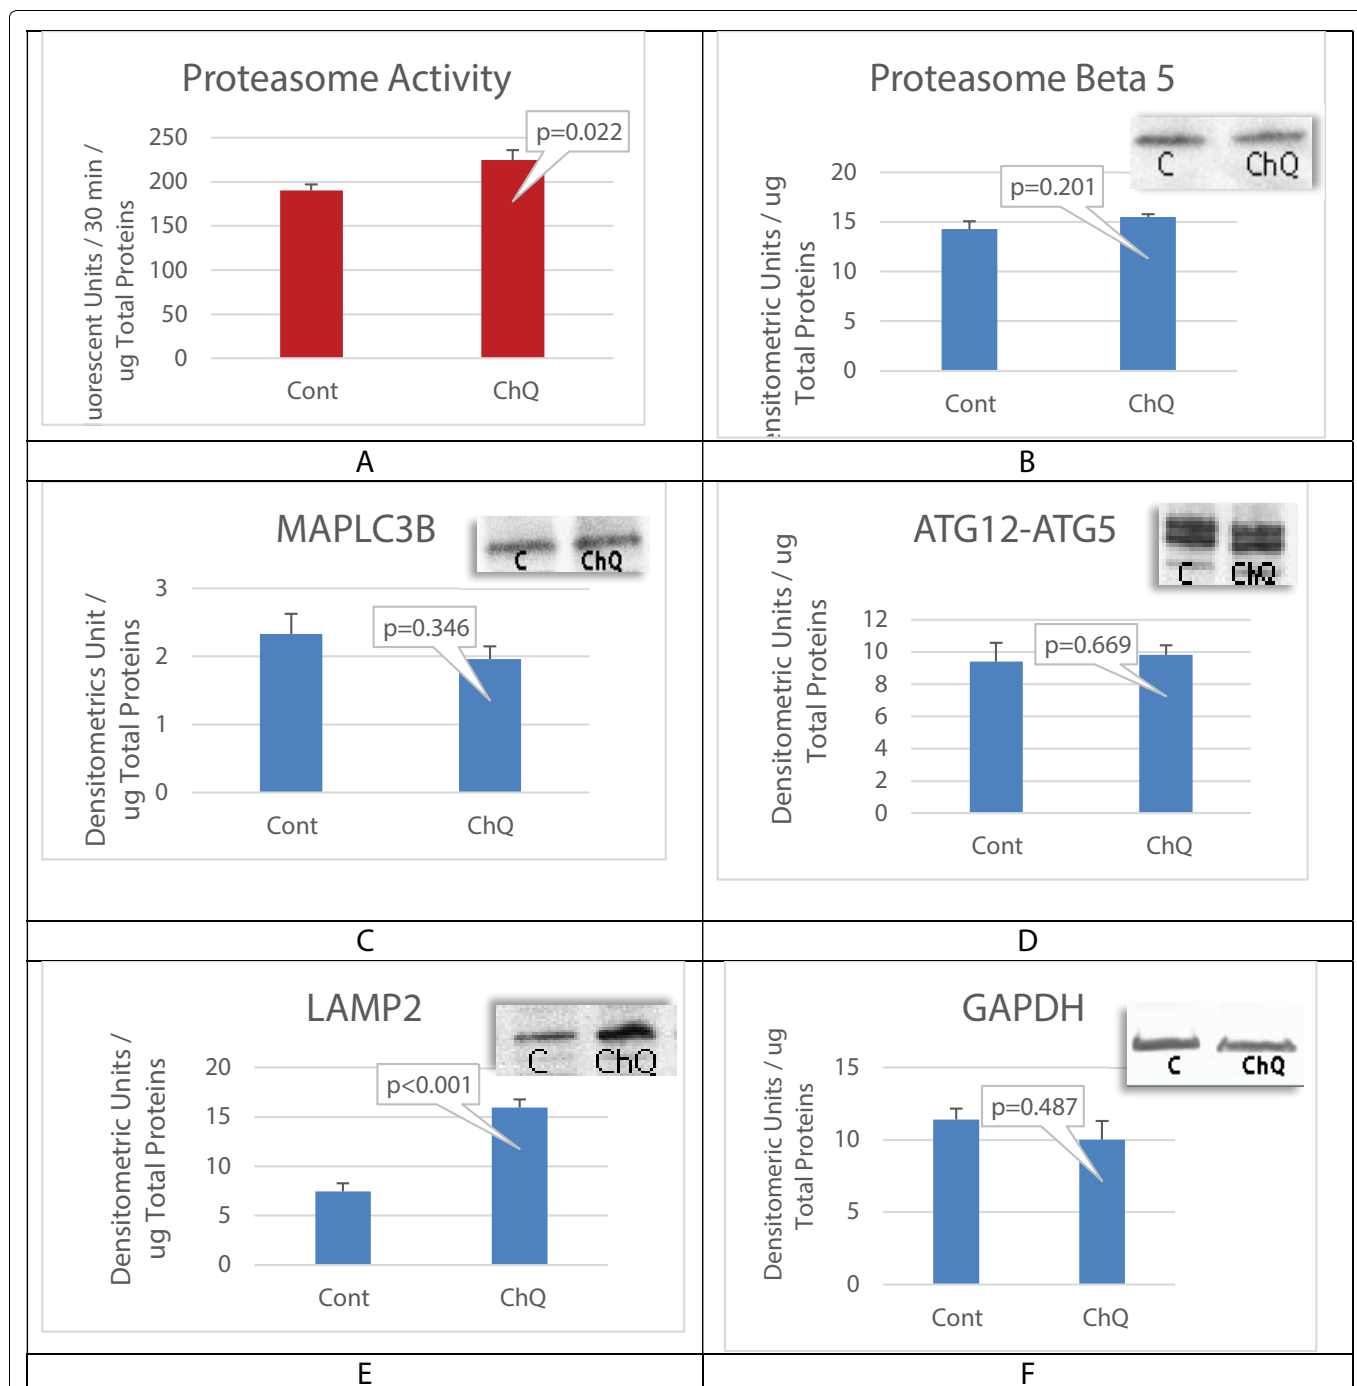 Proteasome Activity
uorescent Units / 30 min /
ug Total Proteins
250
200
150
100
50
0
p=0.022
Cont
ChQ
A
Proteasome Beta 5
ensitometric Units / ug
Total Proteins
20
15
10
5
0
p=0.201
C
ChQ
Cont
ChQ
B
MAPLC3B
Densitometrics Unit /
ug Total Proteins
3
2
1
0
p=0.346
C
ChQ
Cont
ChQ
C
ATG12-ATG5
Densitometric Units / ug
Total Proteins
12
10
8
6
4
2
0
p=0.669
C
ChQ
Cont
ChQ
D
LAMP2
Densitometric Units /
ug Total Proteins
20
15
10
5
0
p<0.001
C
ChQ
Cont
ChQ
E
GAPDH
Densitomeric Units / ug
Total Proteins
15
10
5
0
p=0.487
C
ChQ
Cont
ChQ
F